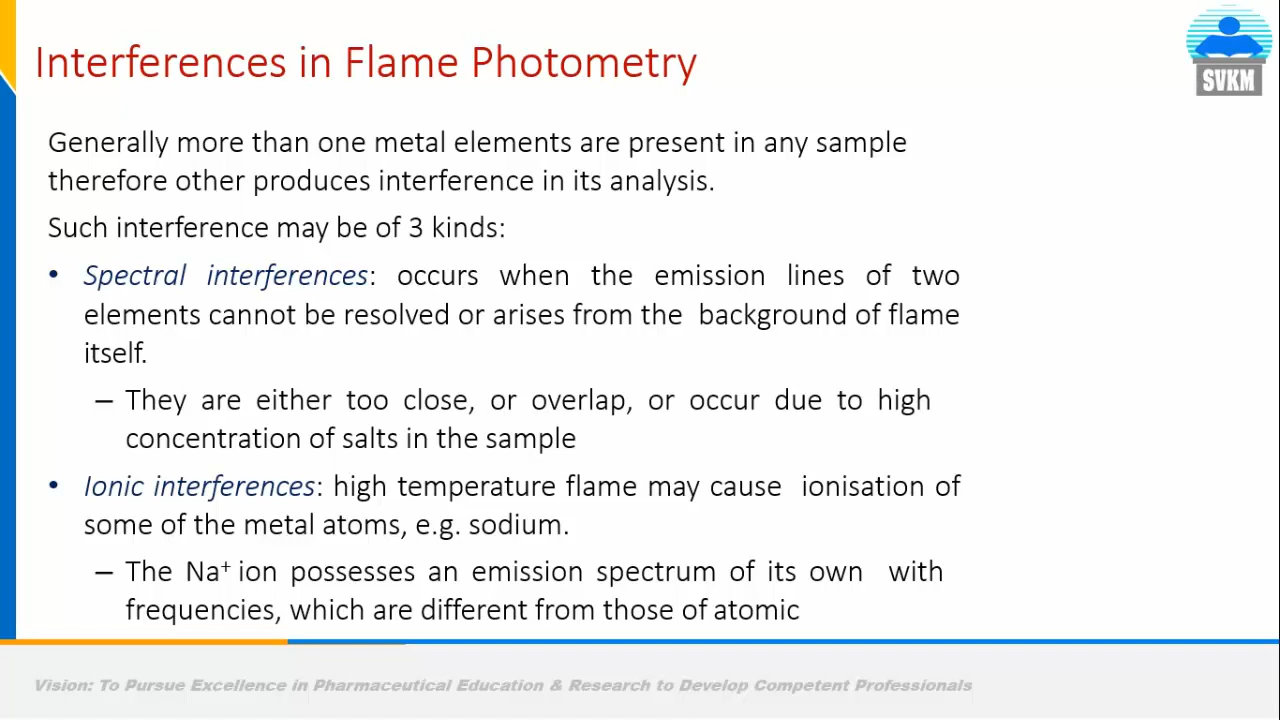 Interferences in Flame Photometry
SVKM
Generally more than one metal elements are present in any sample
therefore other produces interference in its analysis.
Such interference may be of 3 kinds:
• Spectral interferences: occurs when the emission lines of two
elements cannot be resolved or arises from the background of flame
itself.
– They are either too close, or overlap, or occur due to high
concentration of salts in the sample
• Ionic interferences: high temperature flame may cause ionisation of
some of the metal atoms, e.g. sodium.
– The Na⁺ ion possesses an emission spectrum of its own with
frequencies, which are different from those of atomic
Vision: To Pursue Excellence in Pharmaceutical Education & Research to Develop Competent Professionals